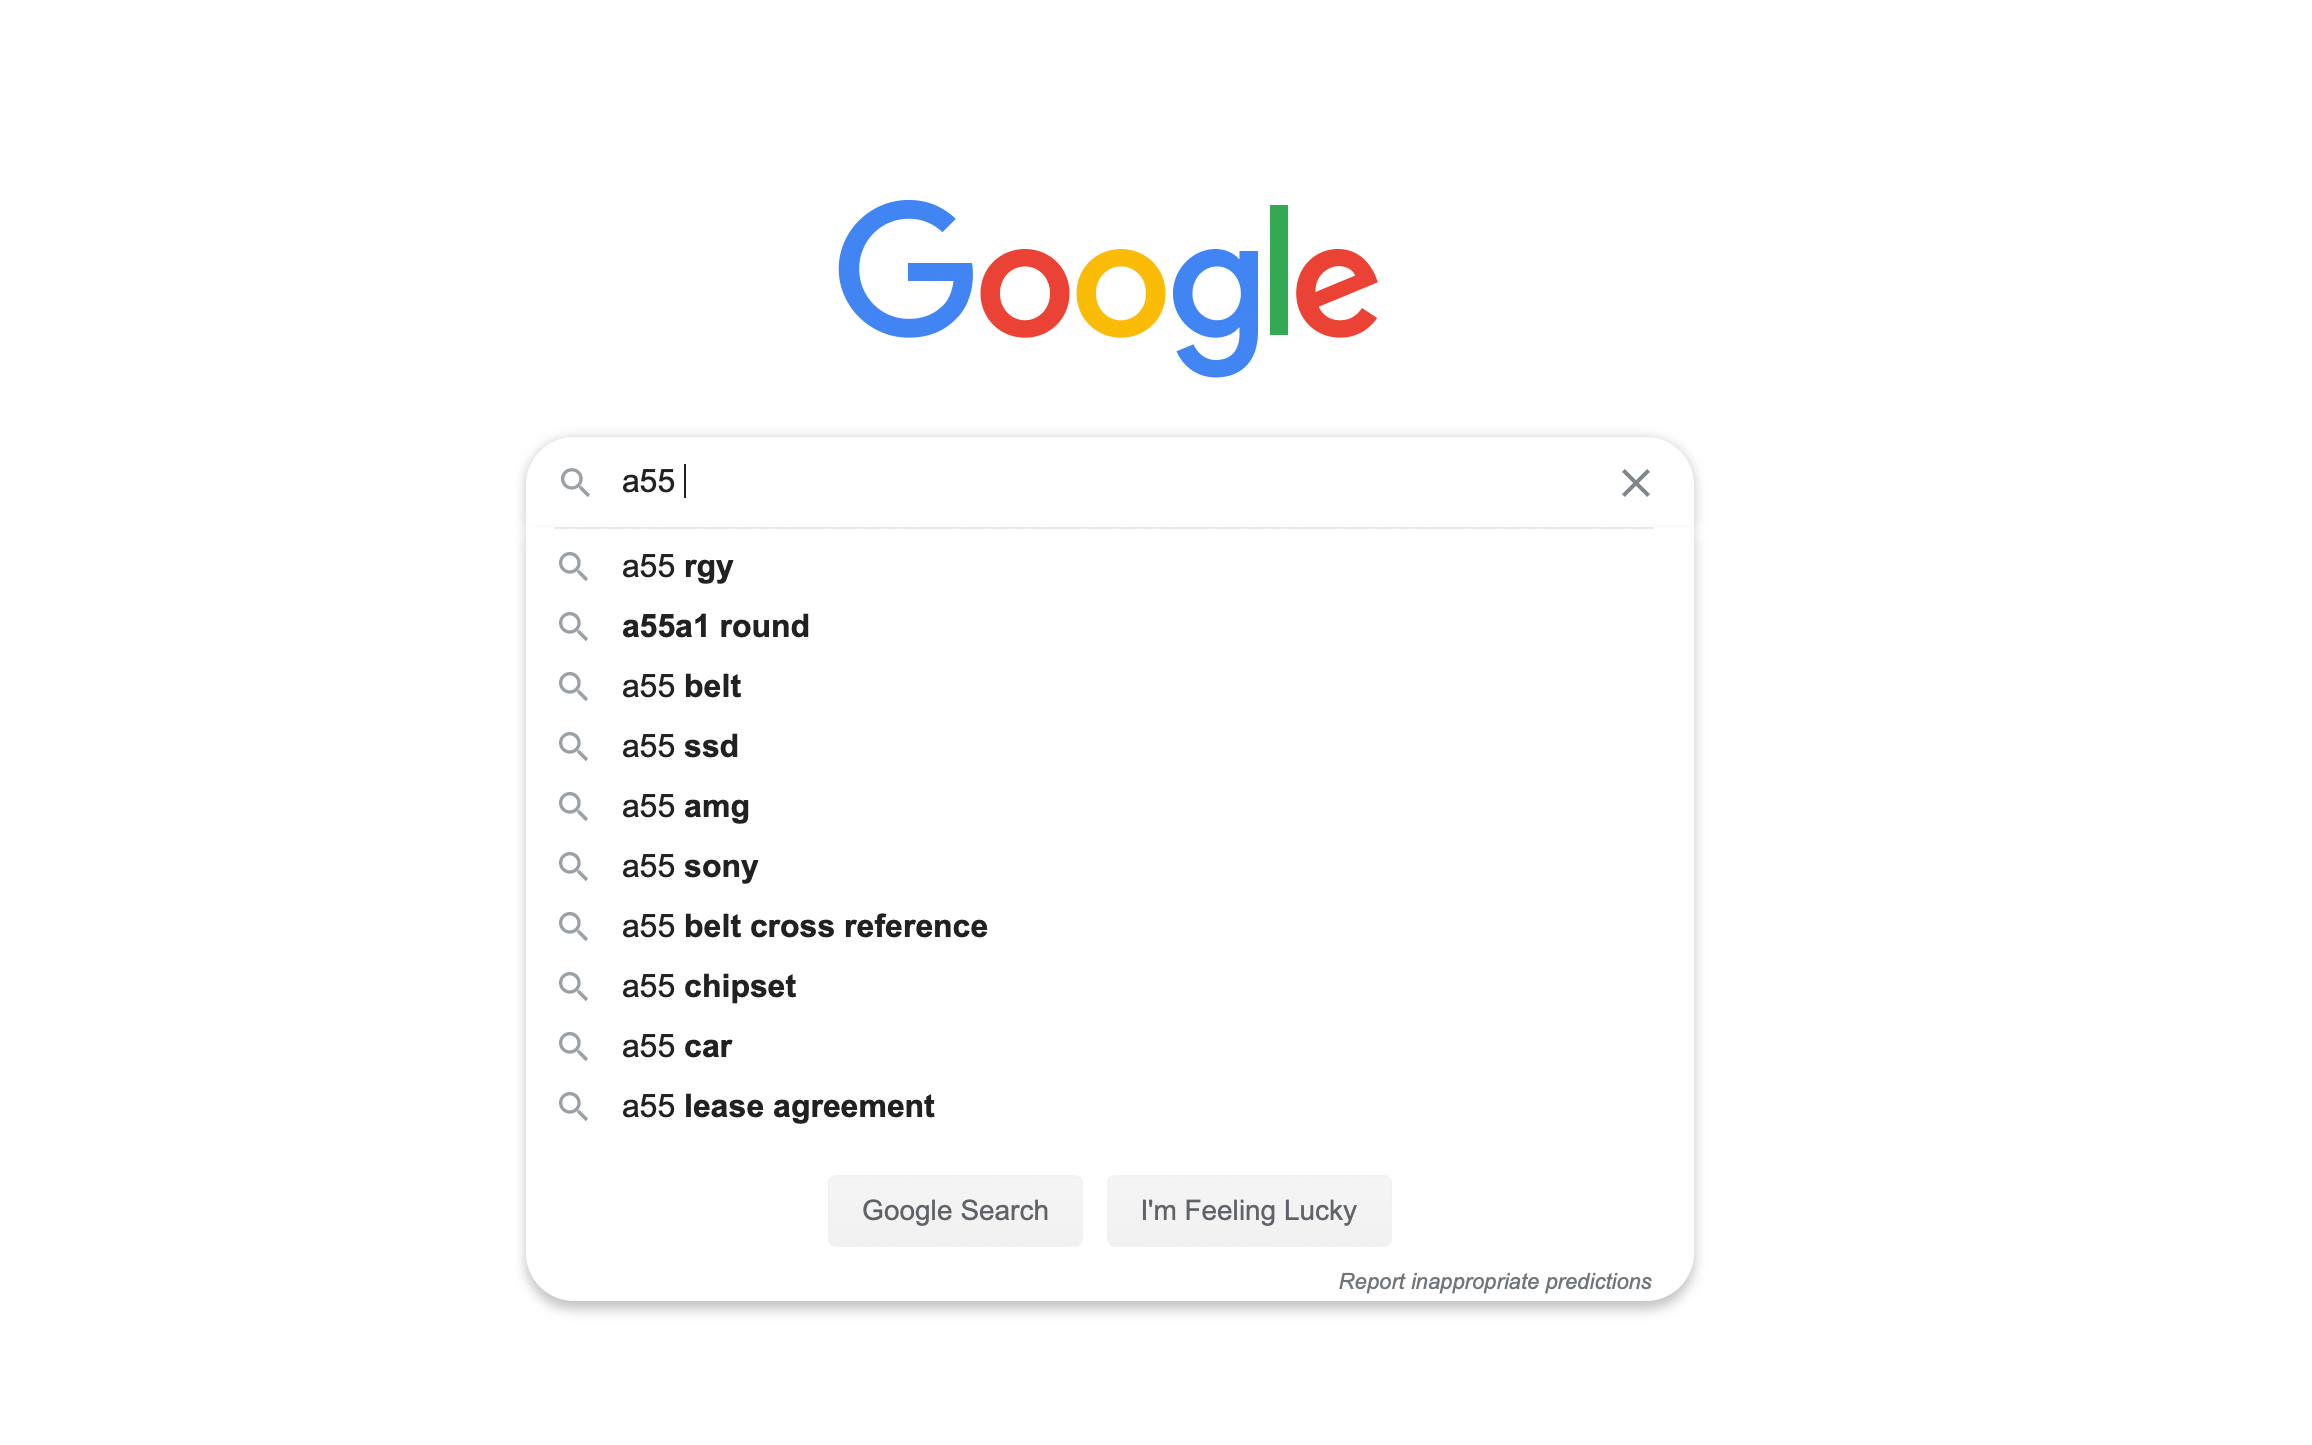 Google
a55
a55 rgy
a55a1 round
a55 belt
a55 ssd
a55 amg
a55 sony
a55 belt cross reference
a55 chipset
a55 car
a55 lease agreement
Google Search I'm Feeling Lucky
Report inappropriate predictions